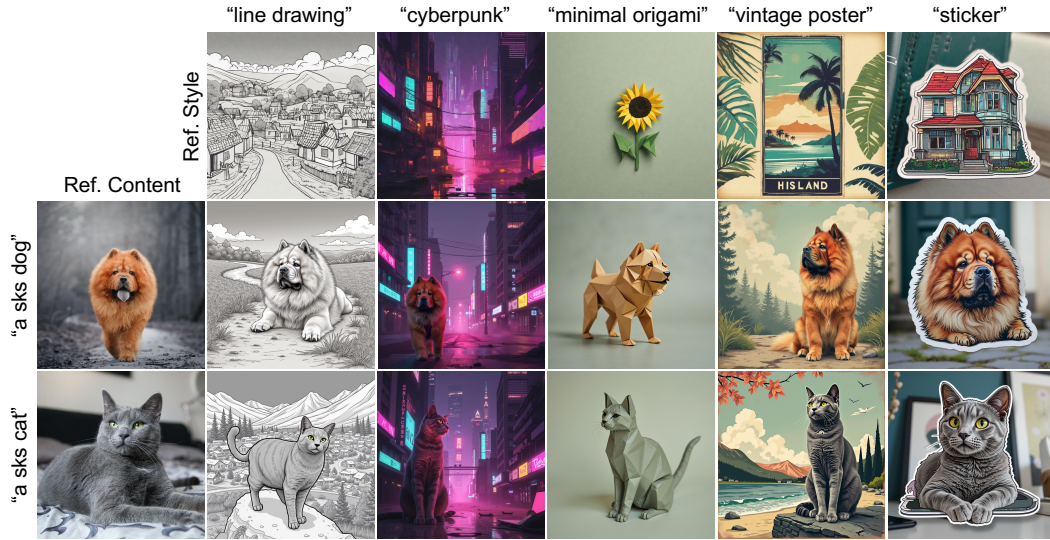 “line drawing” “cyberpunk” “minimal origami” “vintage poster” “sticker”
Ref. Style
HISLAND
Ref. Content
“a sks dog”
“a sks cat”